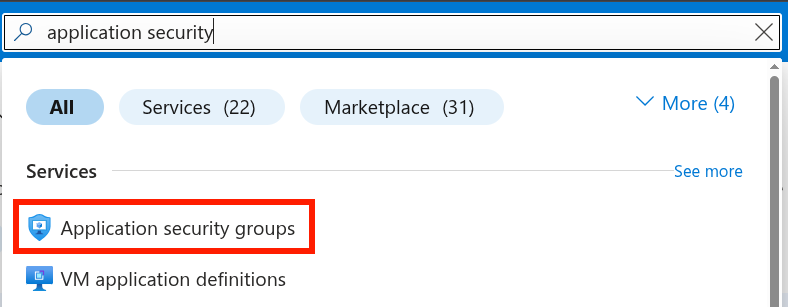 application security
All
Services (22)
Marketplace (31)
More (4)
Services
See more
Application security groups
VM application definitions